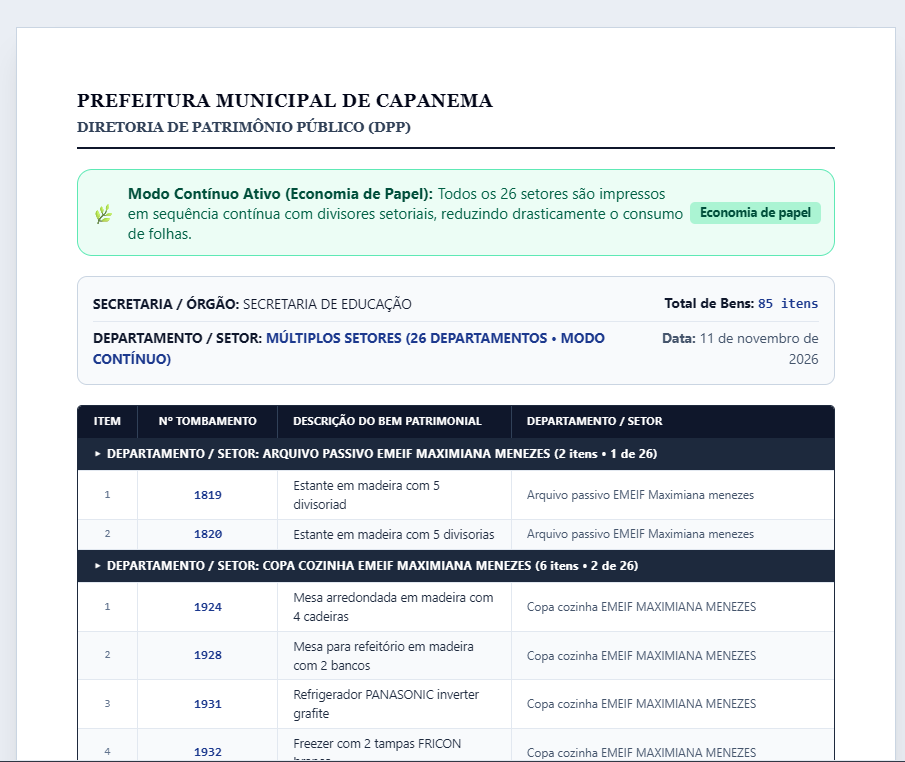 PREFEITURA MUNICIPAL DE CAPANEMA
DIRETORIA DE PATRIMÔNIO PÚBLICO (DPP)
Modo Contínuo Ativo (Economia de Papel): Todos os 26 setores são impressos
em sequência contínua com divisores setoriais, reduzindo drasticamente o consumo
de folhas.
Economia de papel
SECRETARIA / ÓRGÃO: SECRETARIA DE EDUCAÇÃO
Total de Bens: 85 itens
DEPARTAMENTO / SETOR: MÚLTIPLOS SETORES (26 DEPARTAMENTOS • MODO
CONTÍNUO)
Data: 11 de novembro de
2026
ITEM Nº TOMBAMENTO DESCRIÇÃO DO BEM PATRIMONIAL DEPARTAMENTO / SETOR
▸ DEPARTAMENTO / SETOR: ARQUIVO PASSIVO EMEIF MAXIMIANA MENEZES (2 itens • 1 de 26)
1 1819 Estante em madeira com 5
divisoriad
Arquivo passivo EMEIF Maximiana menezes
2 1820 Estante em madeira com 5 divisorias Arquivo passivo EMEIF Maximiana menezes
▸ DEPARTAMENTO / SETOR: COPA COZINHA EMEIF MAXIMIANA MENEZES (6 itens • 2 de 26)
1 1924 Mesa arredondada em madeira com
4 cadeiras
Copa cozinha EMEIF MAXIMIANA MENEZES
2 1928 Mesa para refeitório em madeira
com 2 bancos
Copa cozinha EMEIF MAXIMIANA MENEZES
3 1931 Refrigerador PANASONIC inverter
grafite
Copa cozinha EMEIF MAXIMIANA MENEZES
4 1932 Freezer com 2 tampas FRICON
Copa cozinha EMEIF MAXIMIANA MENEZES